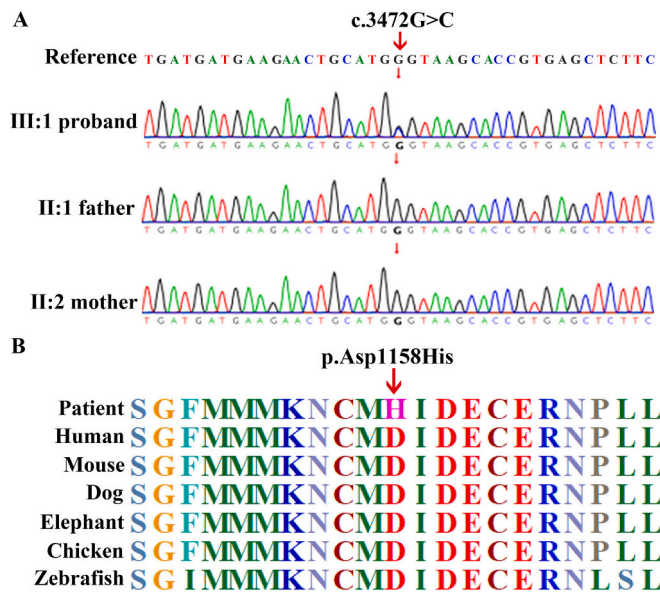 A
c.3472G>C
Reference TGATGATGAAGAACTGCATGGGTAAGCACCGTGAGCTCTTC
III:1 proband
TGATGATGAAGAACTGCATGGGTAAGCACCGTGAGCTCTTC
II:1 father
TGATGATGAAGAACTGCATGGGTAAGCACCGTGAGCTCTTC
II:2 mother
TGATGATGAAGAACTGCATGGGTAAGCACCGTGAGCTCTTC
B
p.Asp1158His
Patient SGFMMMKNCMHIDECERNPLL
Human SGFMMMKNCMDIDECERNPLL
Mouse SGFMMMKNCMDIDECERNPLL
Dog SGFMMMKNCMDIDECERNPLL
Elephant SGFMMMKNCMDIDECERNPLL
Chicken SGFMMMKNCMDIDECERNPLL
Zebrafish SGIMMMKNCMDIDECERNLSL